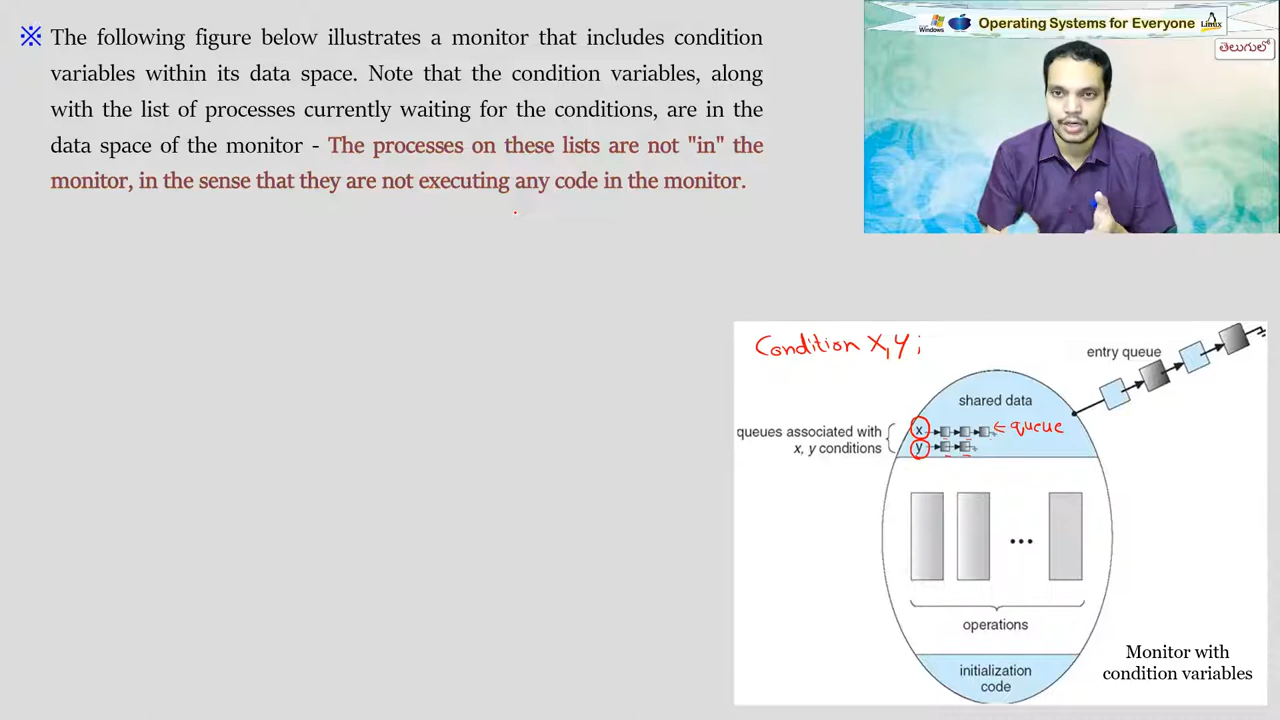 ※ The following figure below illustrates a monitor that includes condition
variables within its data space. Note that the condition variables, along
with the list of processes currently waiting for the conditions, are in the
data space of the monitor - The processes on these lists are not "in" the
monitor, in the sense that they are not executing any code in the monitor.
Windows
Operating Systems for Everyone
Linux
తెలుగులో
Condition X, Y ;
entry queue
shared data
queues associated with
x, y conditions
x
y
← queue
operations
initialization
code
Monitor with
condition variables